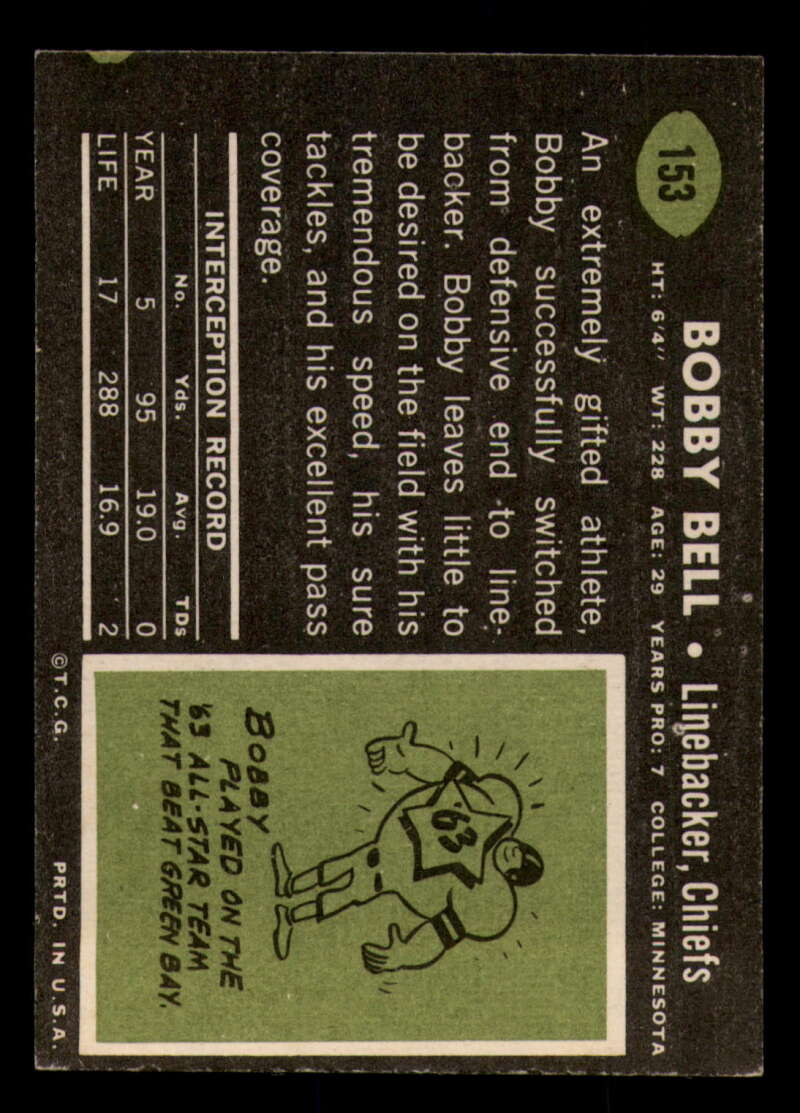 153
BOBBY BELL • Linebacker, Chiefs
HT: 6'4" WT: 228 AGE: 29 YEARS PRO: 7 COLLEGE: MINNESOTA
An extremely gifted athlete,
Bobby successfully switched
from defensive end to line-
backer. Bobby leaves little to
be desired on the field with his
tremendous speed, his sure
tackles, and his excellent pass
coverage.
INTERCEPTION RECORD
No. Yds. Avg. TDs
YEAR 5 95 19.0 0
LIFE 17 288 16.9 2
'63
BOBBY
PLAYED ON THE
'63 ALL-STAR TEAM
THAT BEAT GREEN BAY.
©T.C.G. PRTD. IN U.S.A.